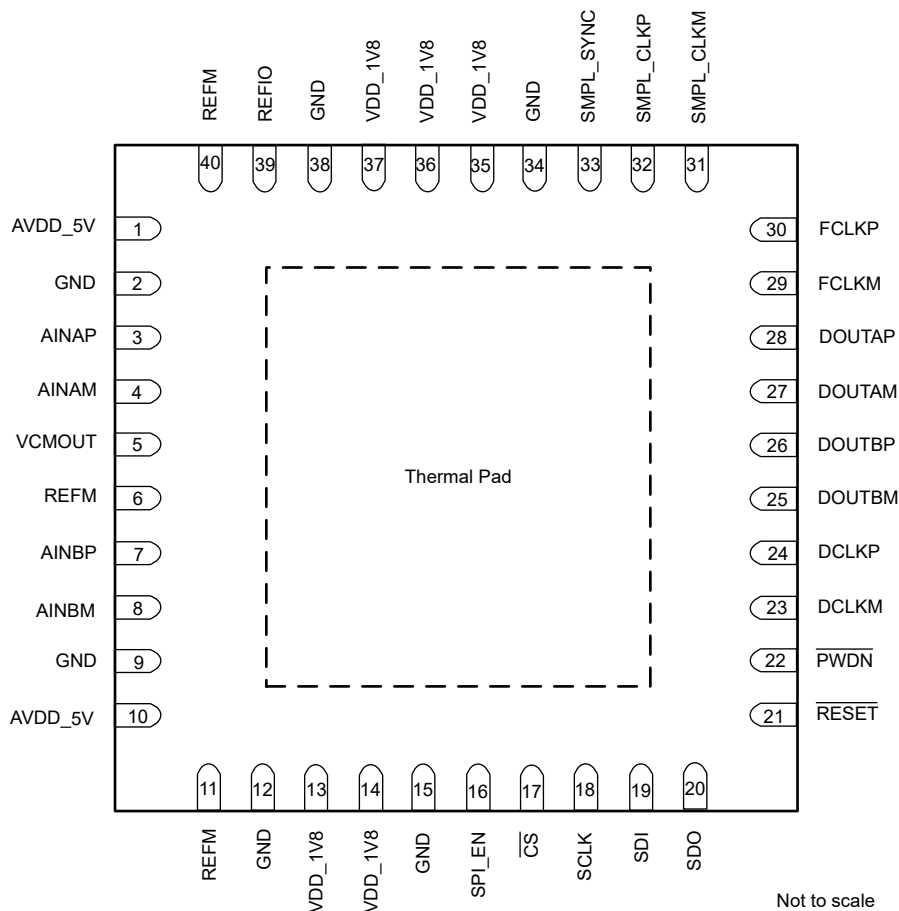 REFM
REFIO
GND
VDD_1V8
VDD_1V8
VDD_1V8
GND
SMPL_SYNC
SMPL_CLKP
SMPL_CLKM
40
39
38
37
36
35
34
33
32
31
AVDD_5V 1
GND 2
AINAP 3
AINAM 4
VCMOUT 5
REFM 6
AINBP 7
AINBM 8
GND 9
AVDD_5V 10
Thermal Pad
30 FCLKP
29 FCLKM
28 DOUTAP
27 DOUTAM
26 DOUTBP
25 DOUTBM
24 DCLKP
23 DCLKM
22 PWDN
21 RESET
11
12
13
14
15
16
17
18
19
20
REFM
GND
VDD_1V8
VDD_1V8
GND
SPI_EN
CS
SCLK
SDI
SDO
Not to scale